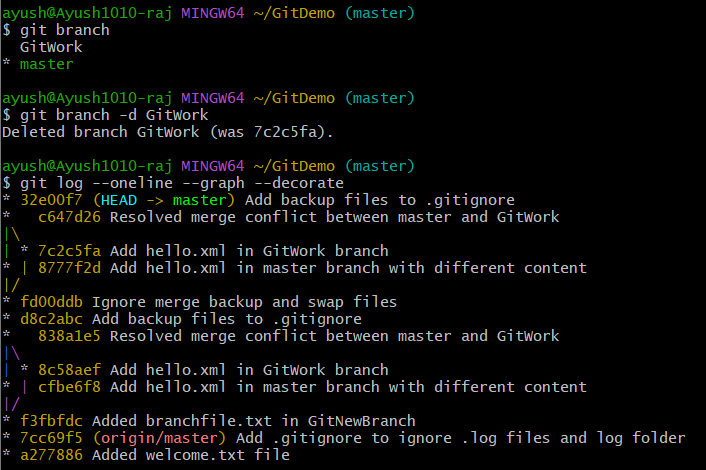 ayush@Ayush1010-raj MINGW64 ~/GitDemo (master)
$ git branch
  GitWork
* master

ayush@Ayush1010-raj MINGW64 ~/GitDemo (master)
$ git branch -d GitWork
Deleted branch GitWork (was 7c2c5fa).

ayush@Ayush1010-raj MINGW64 ~/GitDemo (master)
$ git log --oneline --graph --decorate
* 32e00f7 (HEAD -> master) Add backup files to .gitignore
*   c647d26 Resolved merge conflict between master and GitWork
|\
| * 7c2c5fa Add hello.xml in GitWork branch
* | 8777f2d Add hello.xml in master branch with different content
|/
* fd00ddb Ignore merge backup and swap files
* d8c2abc Add backup files to .gitignore
*   838a1e5 Resolved merge conflict between master and GitWork
|\
| * 8c58aef Add hello.xml in GitWork branch
* | cfbe6f8 Add hello.xml in master branch with different content
|/
* f3fbfdc Added branchfile.txt in GitNewBranch
* 7cc69f5 (origin/master) Add .gitignore to ignore .log files and log folder
* a277886 Added welcome.txt file